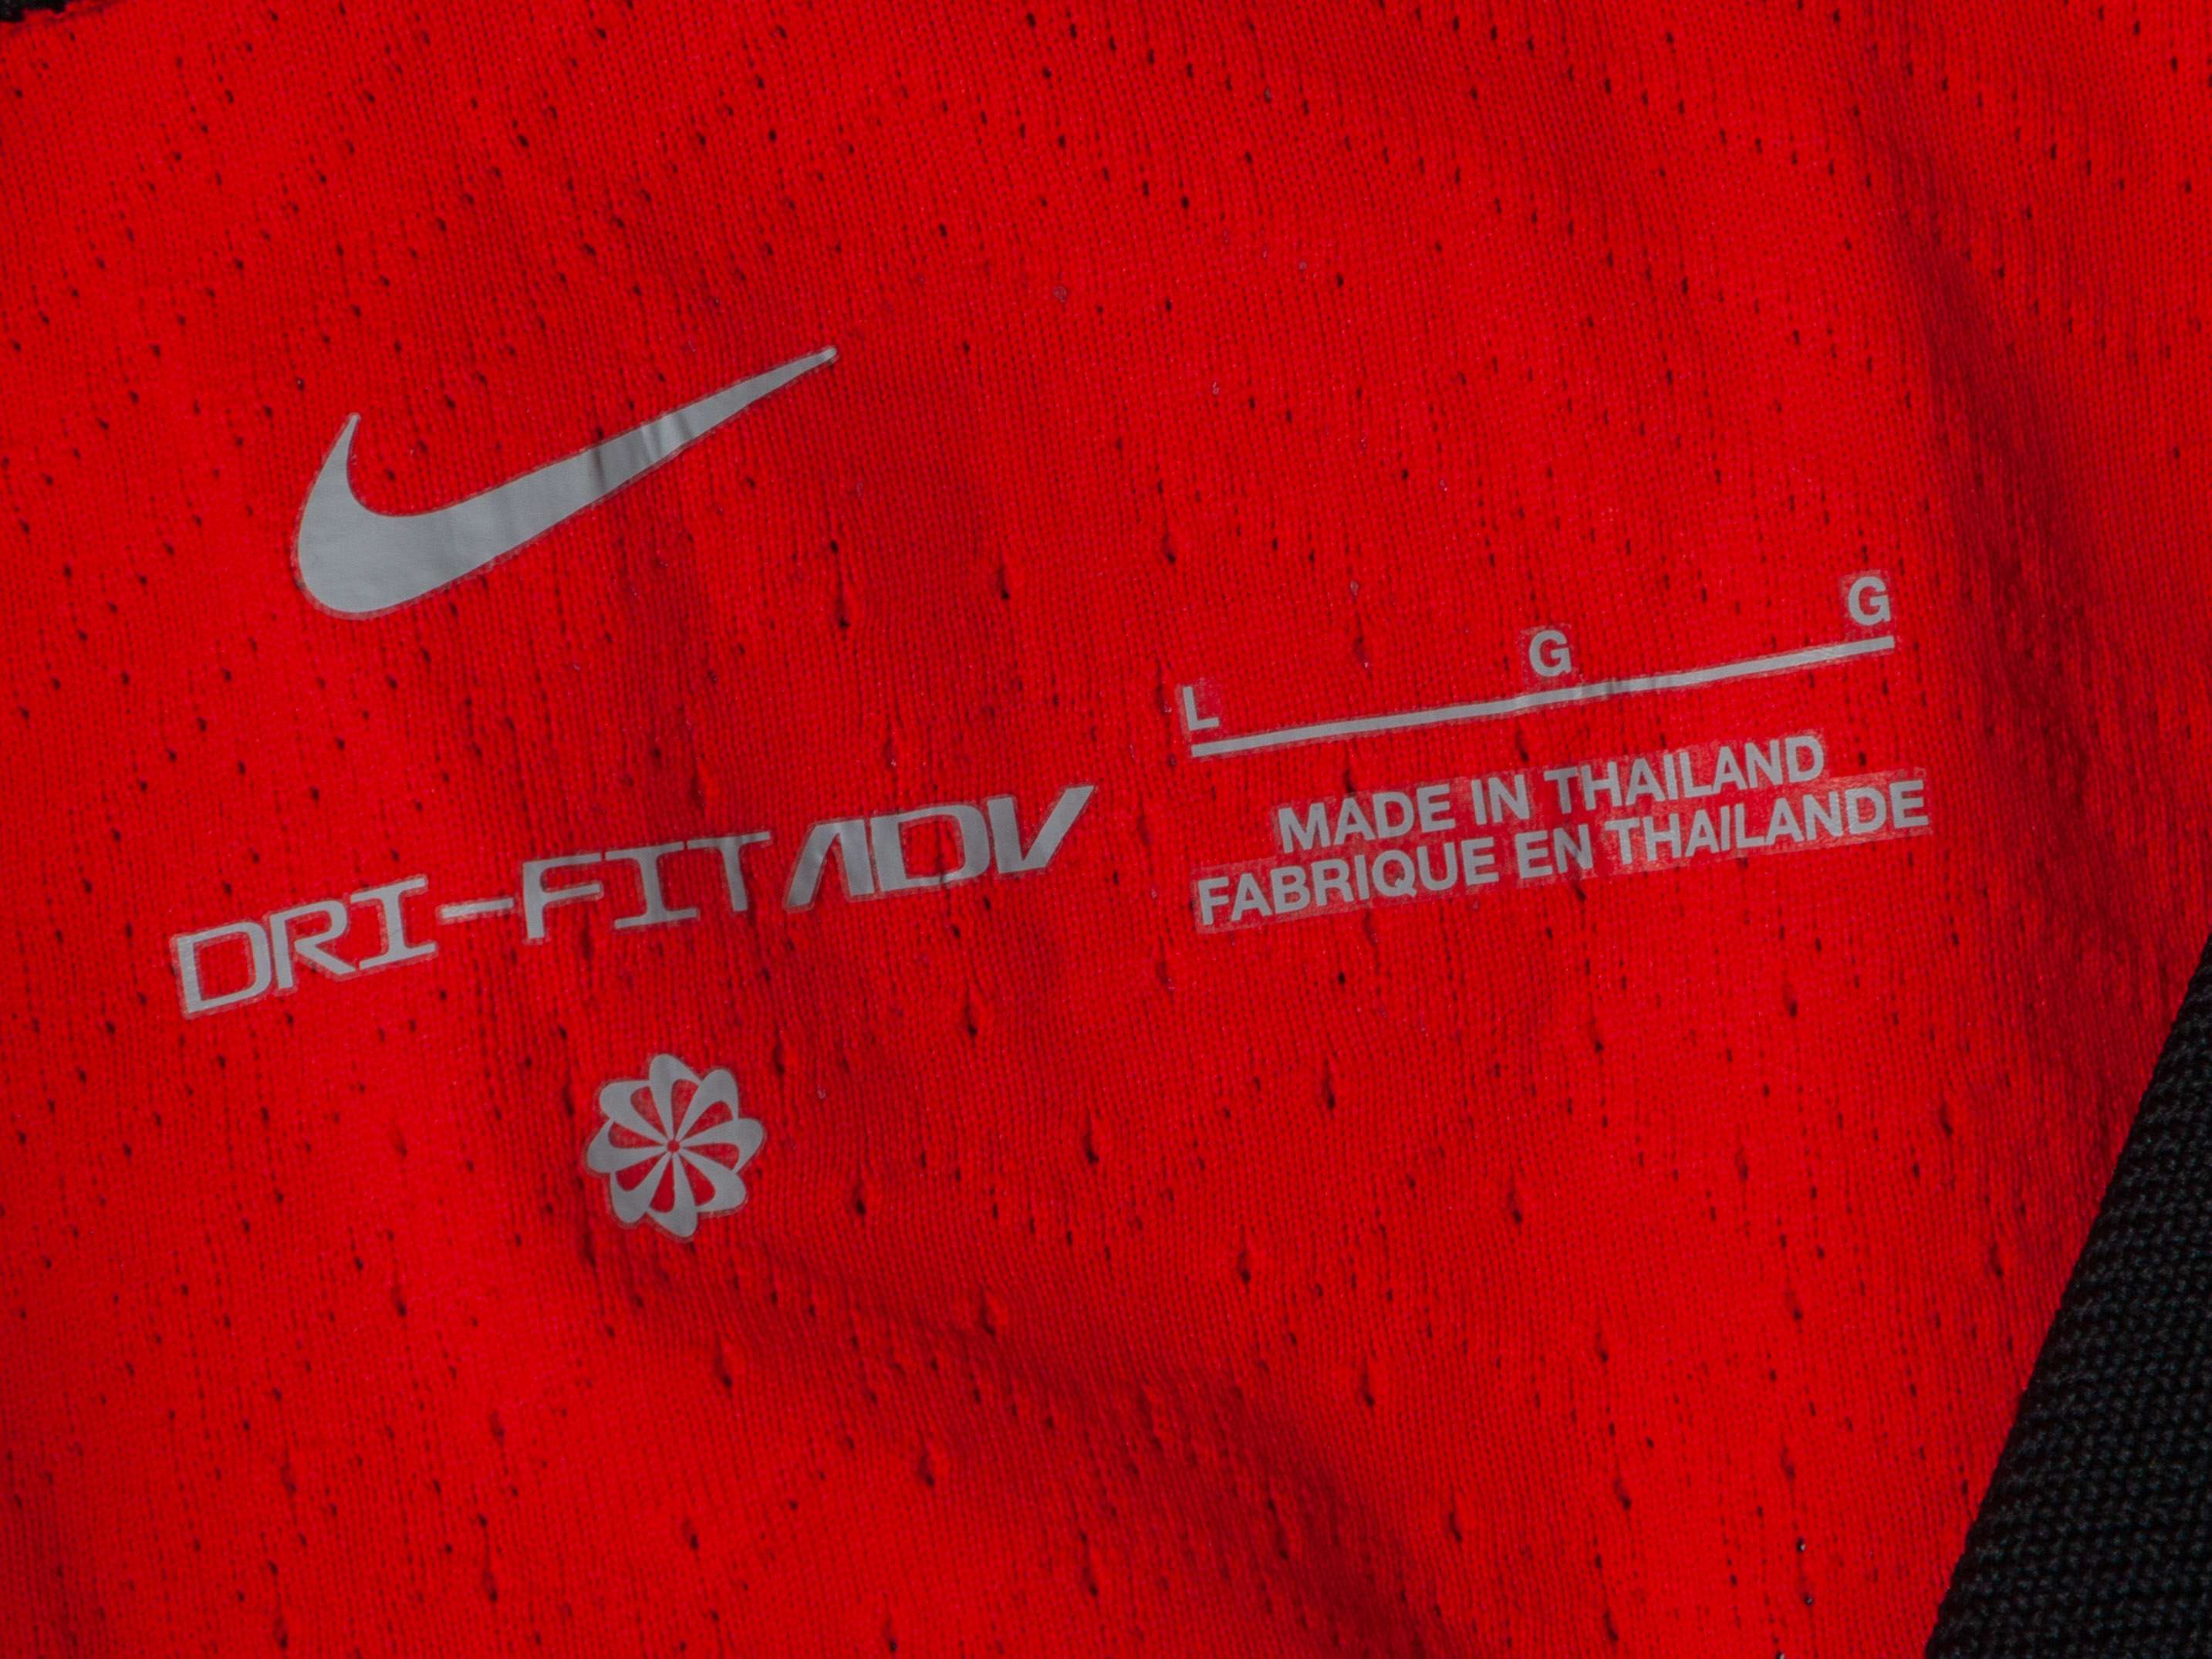 DRI-FIT ADV
L G G
MADE IN THAILAND
FABRIQUE EN THAILANDE